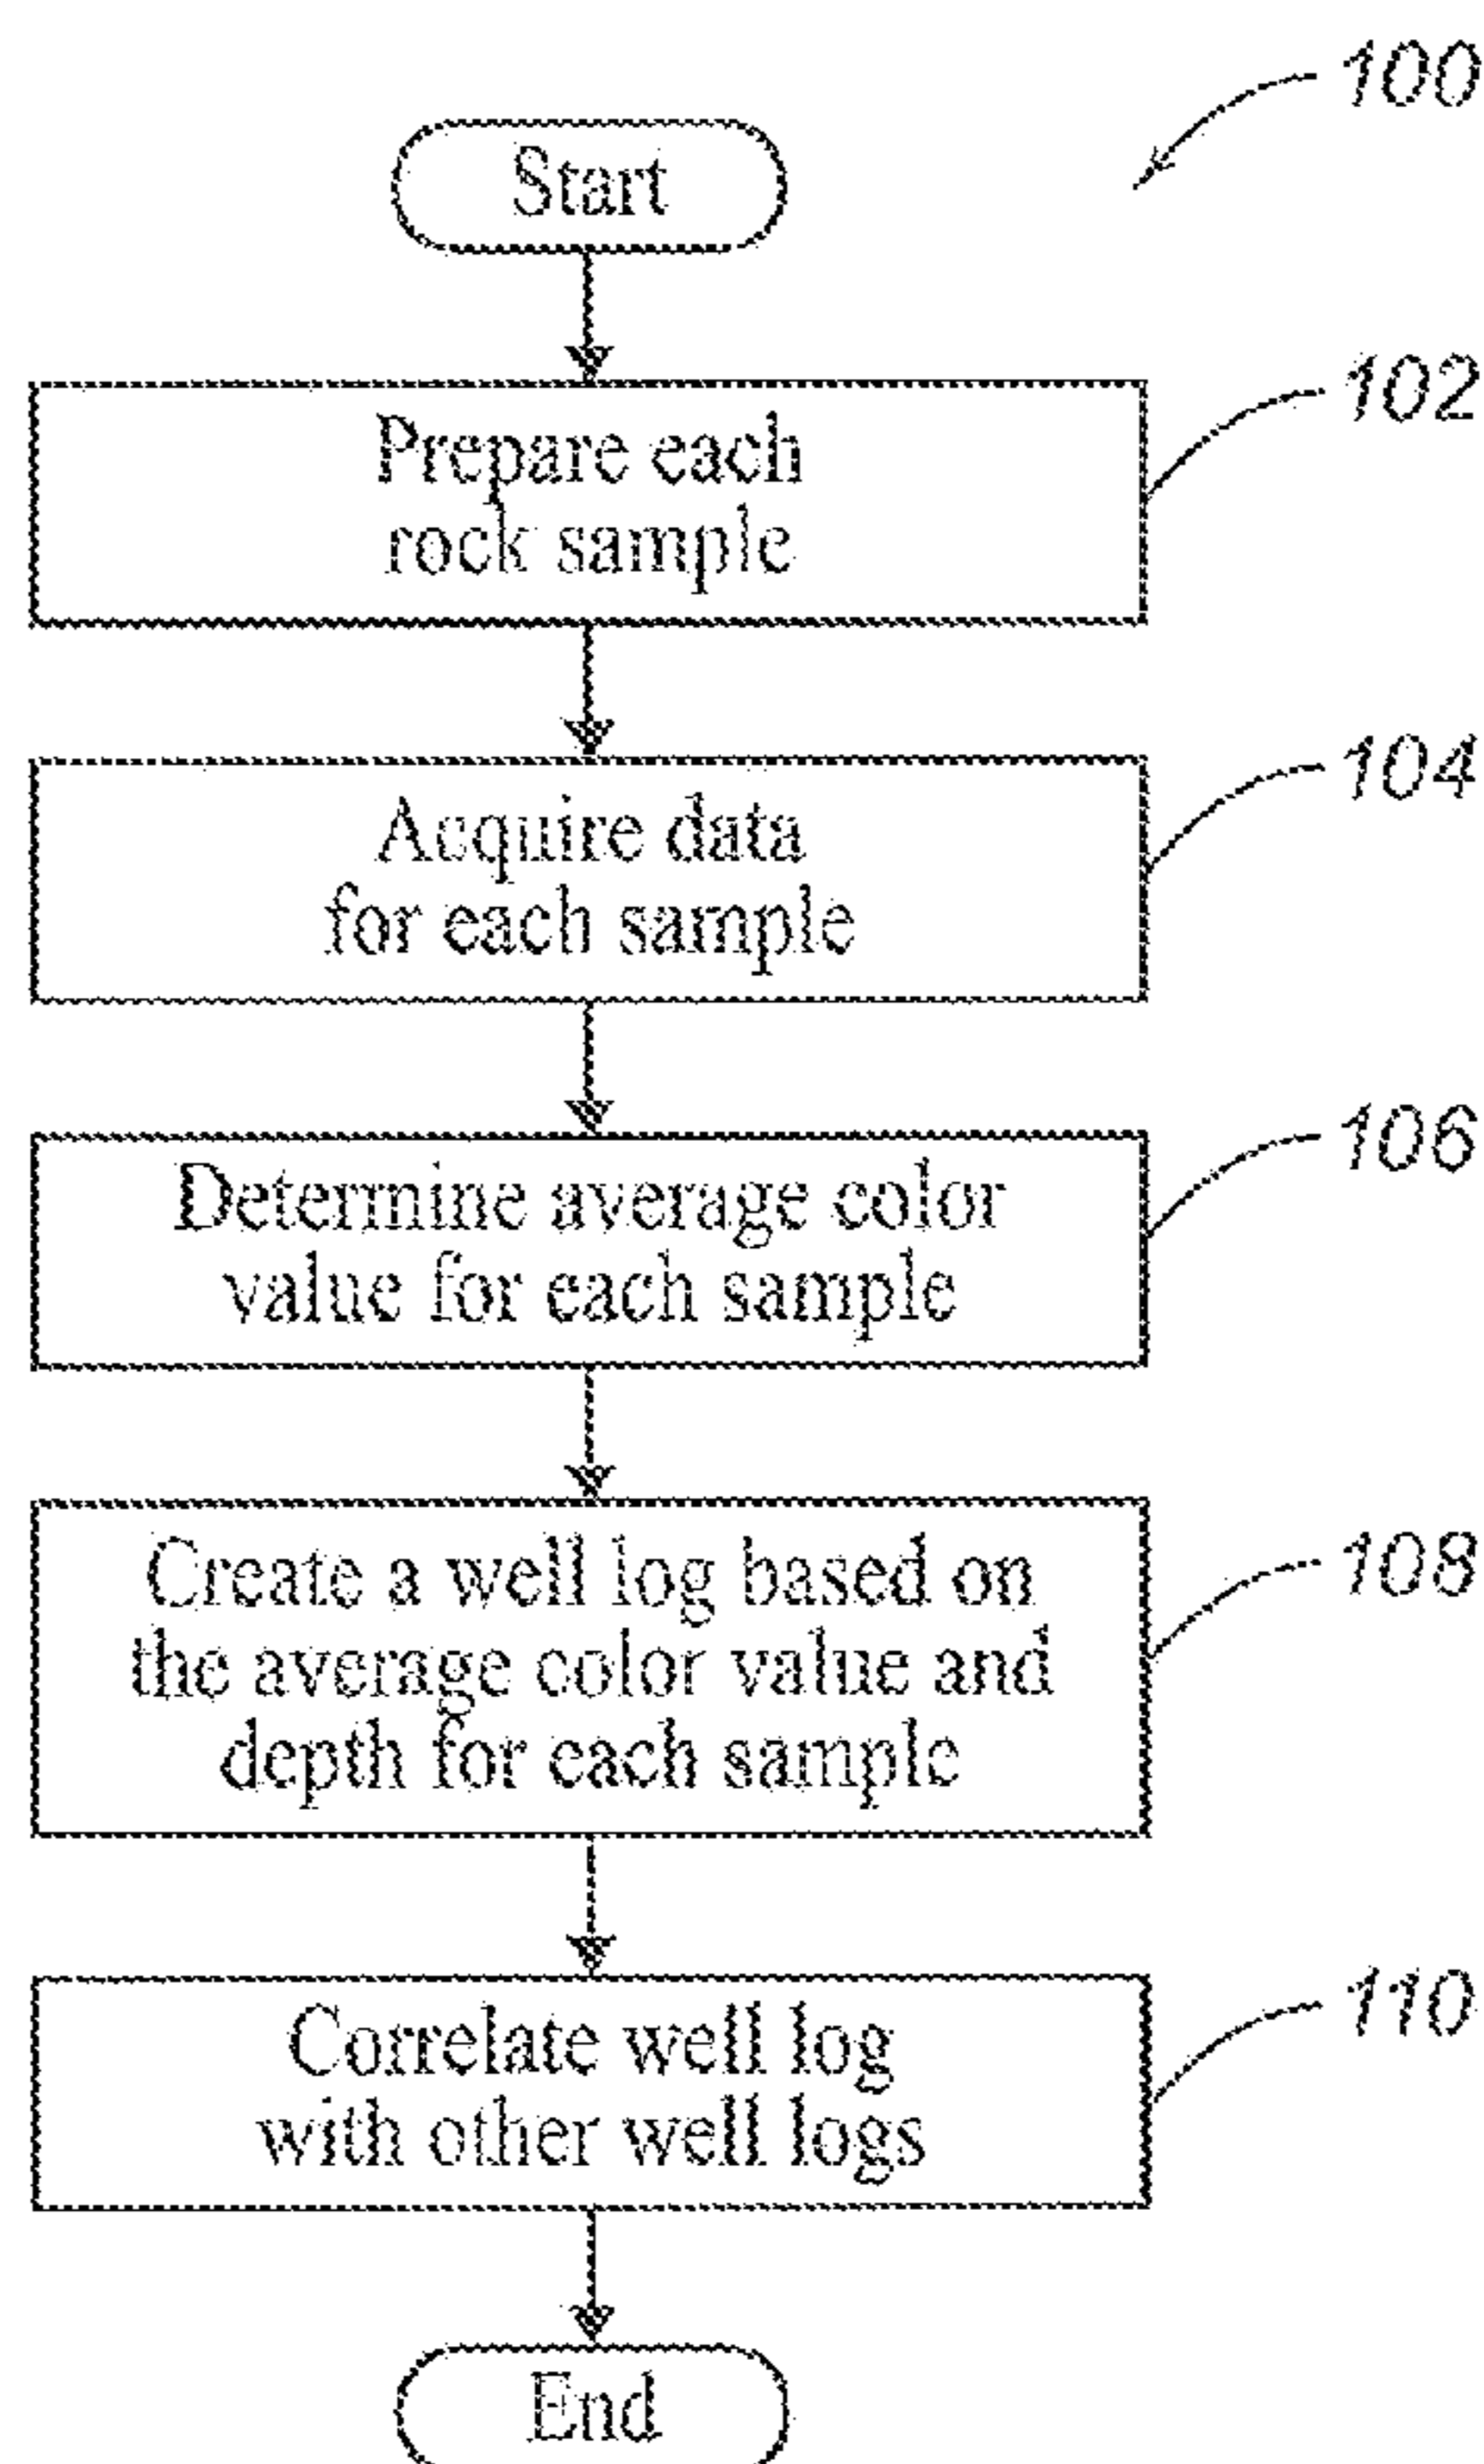 100
Start
102
Prepare each
rock sample
104
Acquire data
for each sample
106
Determine average color
value for each sample
108
Create a well log based on
the average color value and
depth for each sample
110
Correlate well log
with other well logs
End